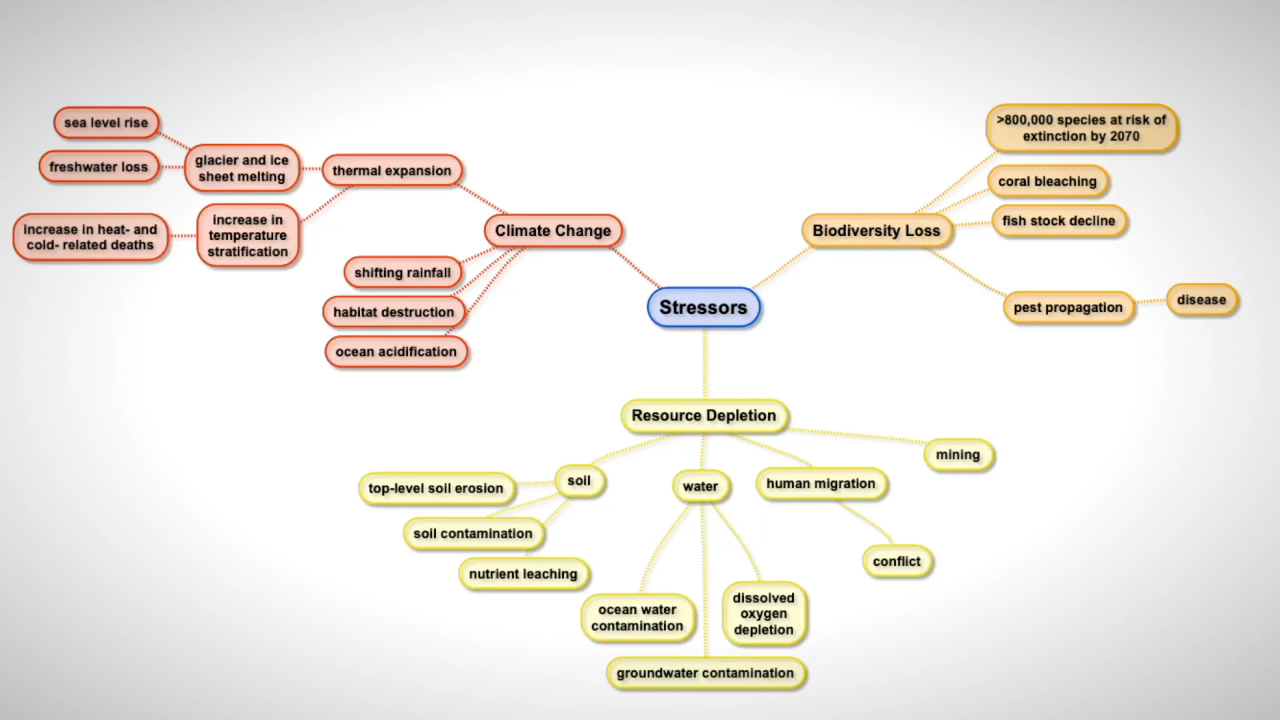 Stressors
Climate Change
thermal expansion
glacier and ice
sheet melting
sea level rise
freshwater loss
increase in
temperature
stratification
increase in heat- and
cold- related deaths
shifting rainfall
habitat destruction
ocean acidification
Biodiversity Loss
>800,000 species at risk of
extinction by 2070
coral bleaching
fish stock decline
pest propagation
disease
Resource Depletion
soil
top-level soil erosion
soil contamination
nutrient leaching
water
ocean water
contamination
groundwater contamination
dissolved
oxygen
depletion
human migration
conflict
mining